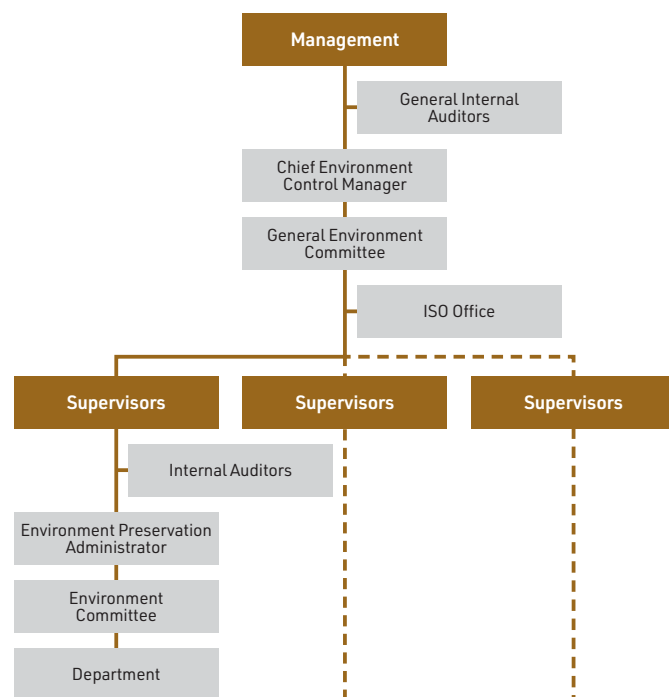 Management
General Internal
Auditors
Chief Environment
Control Manager
General Environment
Committee
ISO Office
Supervisors
Supervisors
Supervisors
Internal Auditors
Environment Preservation
Administrator
Environment
Committee
Department